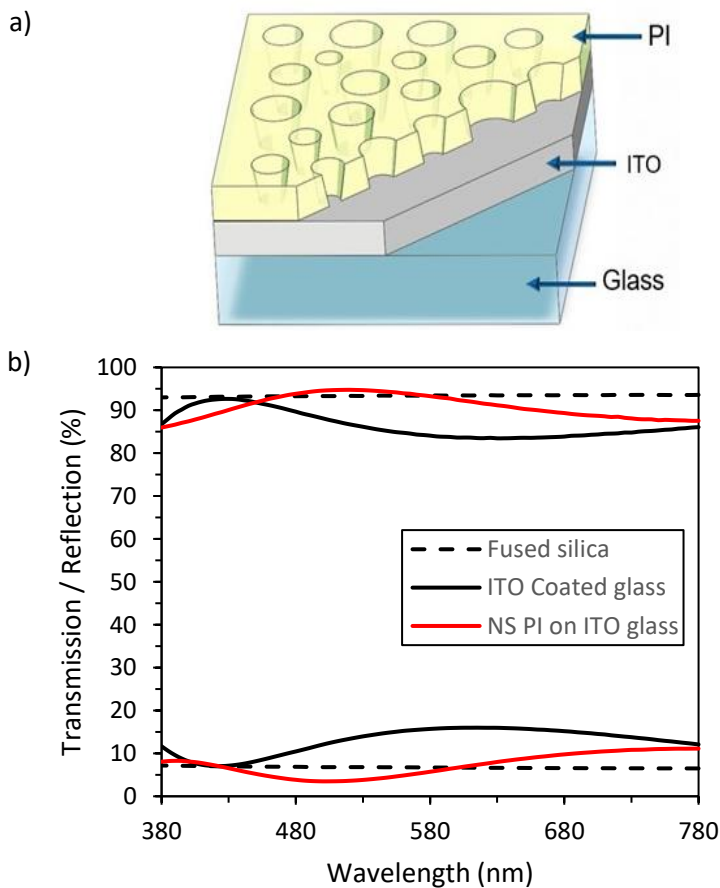 a)
PI
ITO
Glass
b)
Transmission / Reflection (%)
100
90
80
70
60
50
40
30
20
10
0
Fused silica
ITO Coated glass
NS PI on ITO glass
380 480 580 680 780
Wavelength (nm)